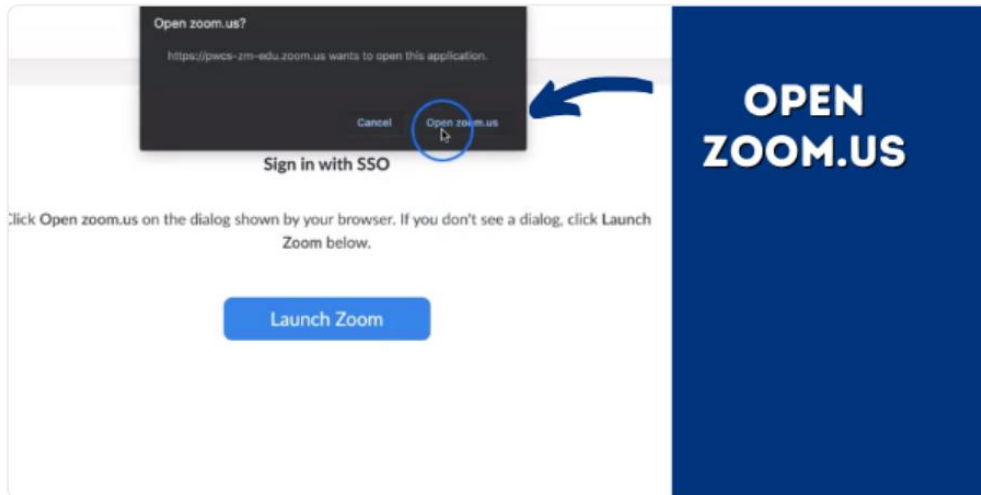 Open zoom.us?
https://pwcs-zm-edu.zoom.us wants to open this application.
Cancel Open zoom.us
Sign in with SSO
Click Open zoom.us on the dialog shown by your browser. If you don't see a dialog, click Launch
Zoom below.
Launch Zoom
OPEN
ZOOM.US